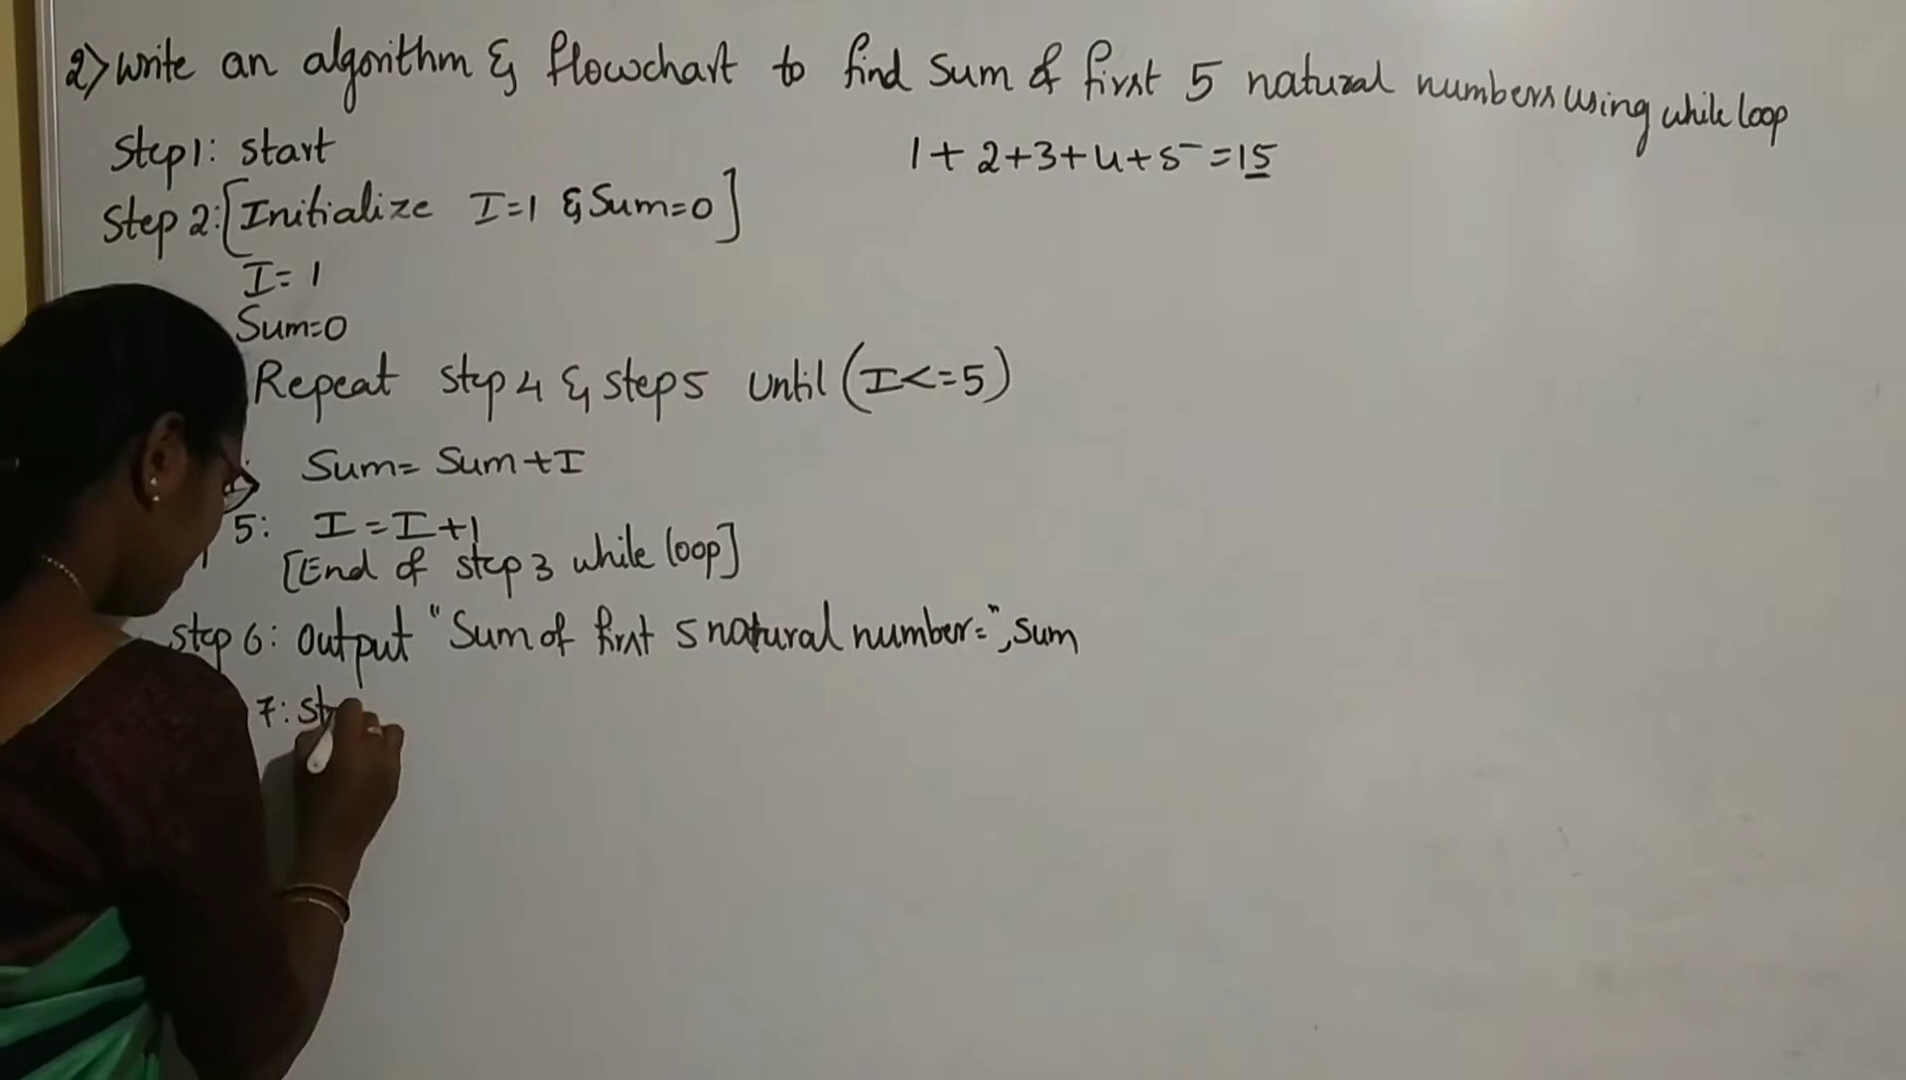 2) write an algorithm & flowchart to find sum of first 5 natural numbers using while loop
Step1: start
1+2+3+4+5=15
Step 2: [Initialize I=1 & Sum=0]
I=1
Sum=0
Repeat step 4 & step 5 until (I<=5)
Sum= Sum+I
5: I=I+1
[End of step 3 while loop]
step 6: output "Sum of first 5 natural number=", sum
7: st